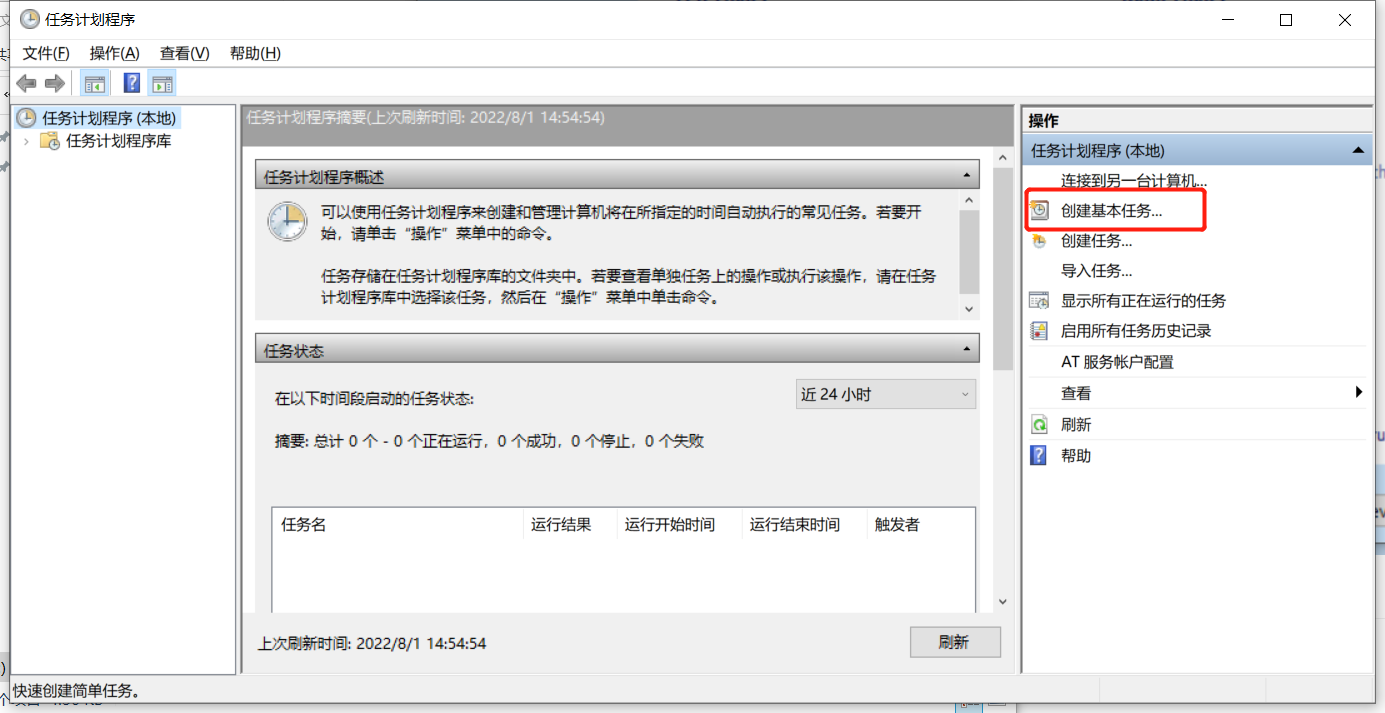 任务计划程序
文件(F) 操作(A) 查看(V) 帮助(H)
任务计划程序 (本地)
任务计划程序库
任务计划程序摘要(上次刷新时间: 2022/8/1 14:54:54)
任务计划程序概述
可以使用任务计划程序来创建和管理计算机将在所指定的时间自动执行的常见任务。若要开
始，请单击“操作”菜单中的命令。
任务存储在任务计划程序库的文件夹中。若要查看单独任务上的操作或执行该操作，请在任务
计划程序库中选择该任务，然后在“操作”菜单中单击命令。
任务状态
在以下时间段启动的任务状态:
近 24 小时
摘要: 总计 0 个 - 0 个正在运行，0 个成功，0 个停止，0 个失败
任务名 运行结果 运行开始时间 运行结束时间 触发者
上次刷新时间: 2022/8/1 14:54:54
刷新
操作
任务计划程序 (本地)
连接到另一台计算机...
创建基本任务...
创建任务...
导入任务...
显示所有正在运行的任务
启用所有任务历史记录
AT 服务帐户配置
查看
刷新
帮助
快速创建简单任务。